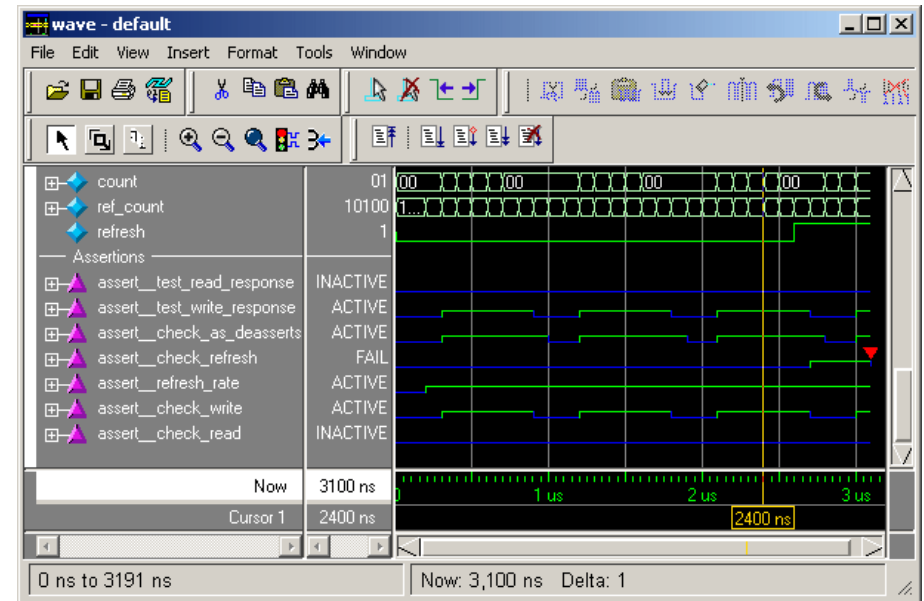 wave - default
File Edit View Insert Format Tools Window
count 01 00 00 00 00
ref_count 10100 1...
refresh 1
Assertions
assert__test_read_response INACTIVE
assert__test_write_response ACTIVE
assert__check_as_deasserts ACTIVE
assert__check_refresh FAIL
assert__refresh_rate ACTIVE
assert__check_write ACTIVE
assert__check_read INACTIVE
Now 3100 ns 0 1 us 2 us 3 us
Cursor 1 2400 ns 2400 ns
0 ns to 3191 ns Now: 3,100 ns Delta: 1